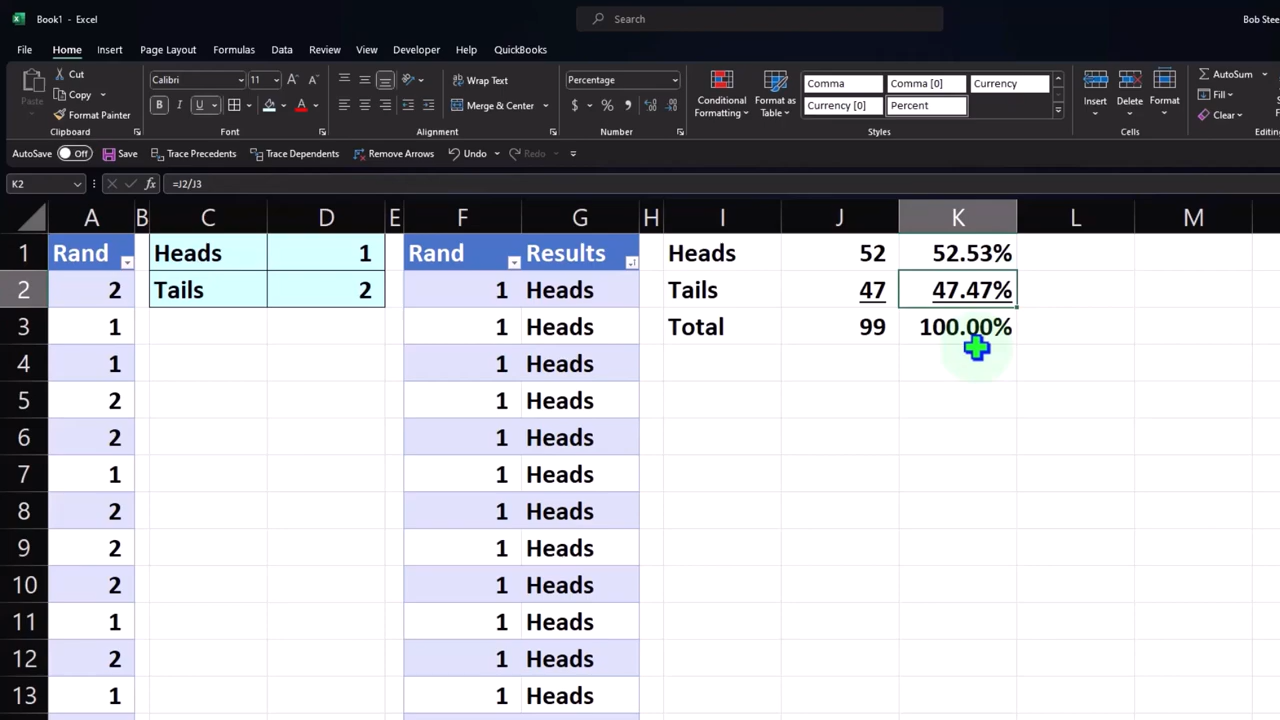 Book1 - Excel
Search
Bob Stee
File Home Insert Page Layout Formulas Data Review View Developer Help QuickBooks
Paste
Cut
Copy
Format Painter
Clipboard
Calibri 11
B I U
Font
Wrap Text
Merge & Center
Alignment
Percentage
$ % 9
Number
Conditional Formatting
Format as Table
Comma Comma [0] Currency
Currency [0] Percent
Styles
Insert Delete Format
Cells
AutoSum
Fill
Clear
AutoSave Off Save Trace Precedents Trace Dependents Remove Arrows Undo Redo
K2 fx =J2/J3
A B C D E F G H I J K L M
1 Rand Heads 1 Rand Results Heads 52 52.53%
2 2 Tails 2 1 Heads Tails 47 47.47%
3 1 1 Heads Total 99 100.00%
4 1 1 Heads
5 2 1 Heads
6 2 1 Heads
7 1 1 Heads
8 2 1 Heads
9 2 1 Heads
10 2 1 Heads
11 1 1 Heads
12 2 1 Heads
13 1 1 Heads